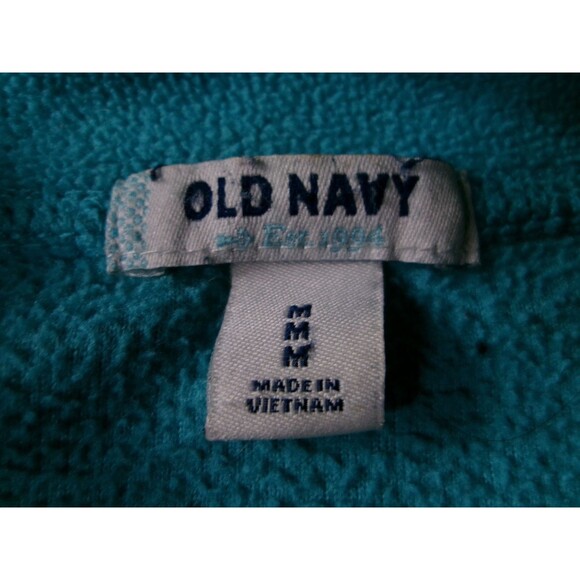 OLD NAVY
Est. 1994
M
M
M
MADE IN
VIETNAM